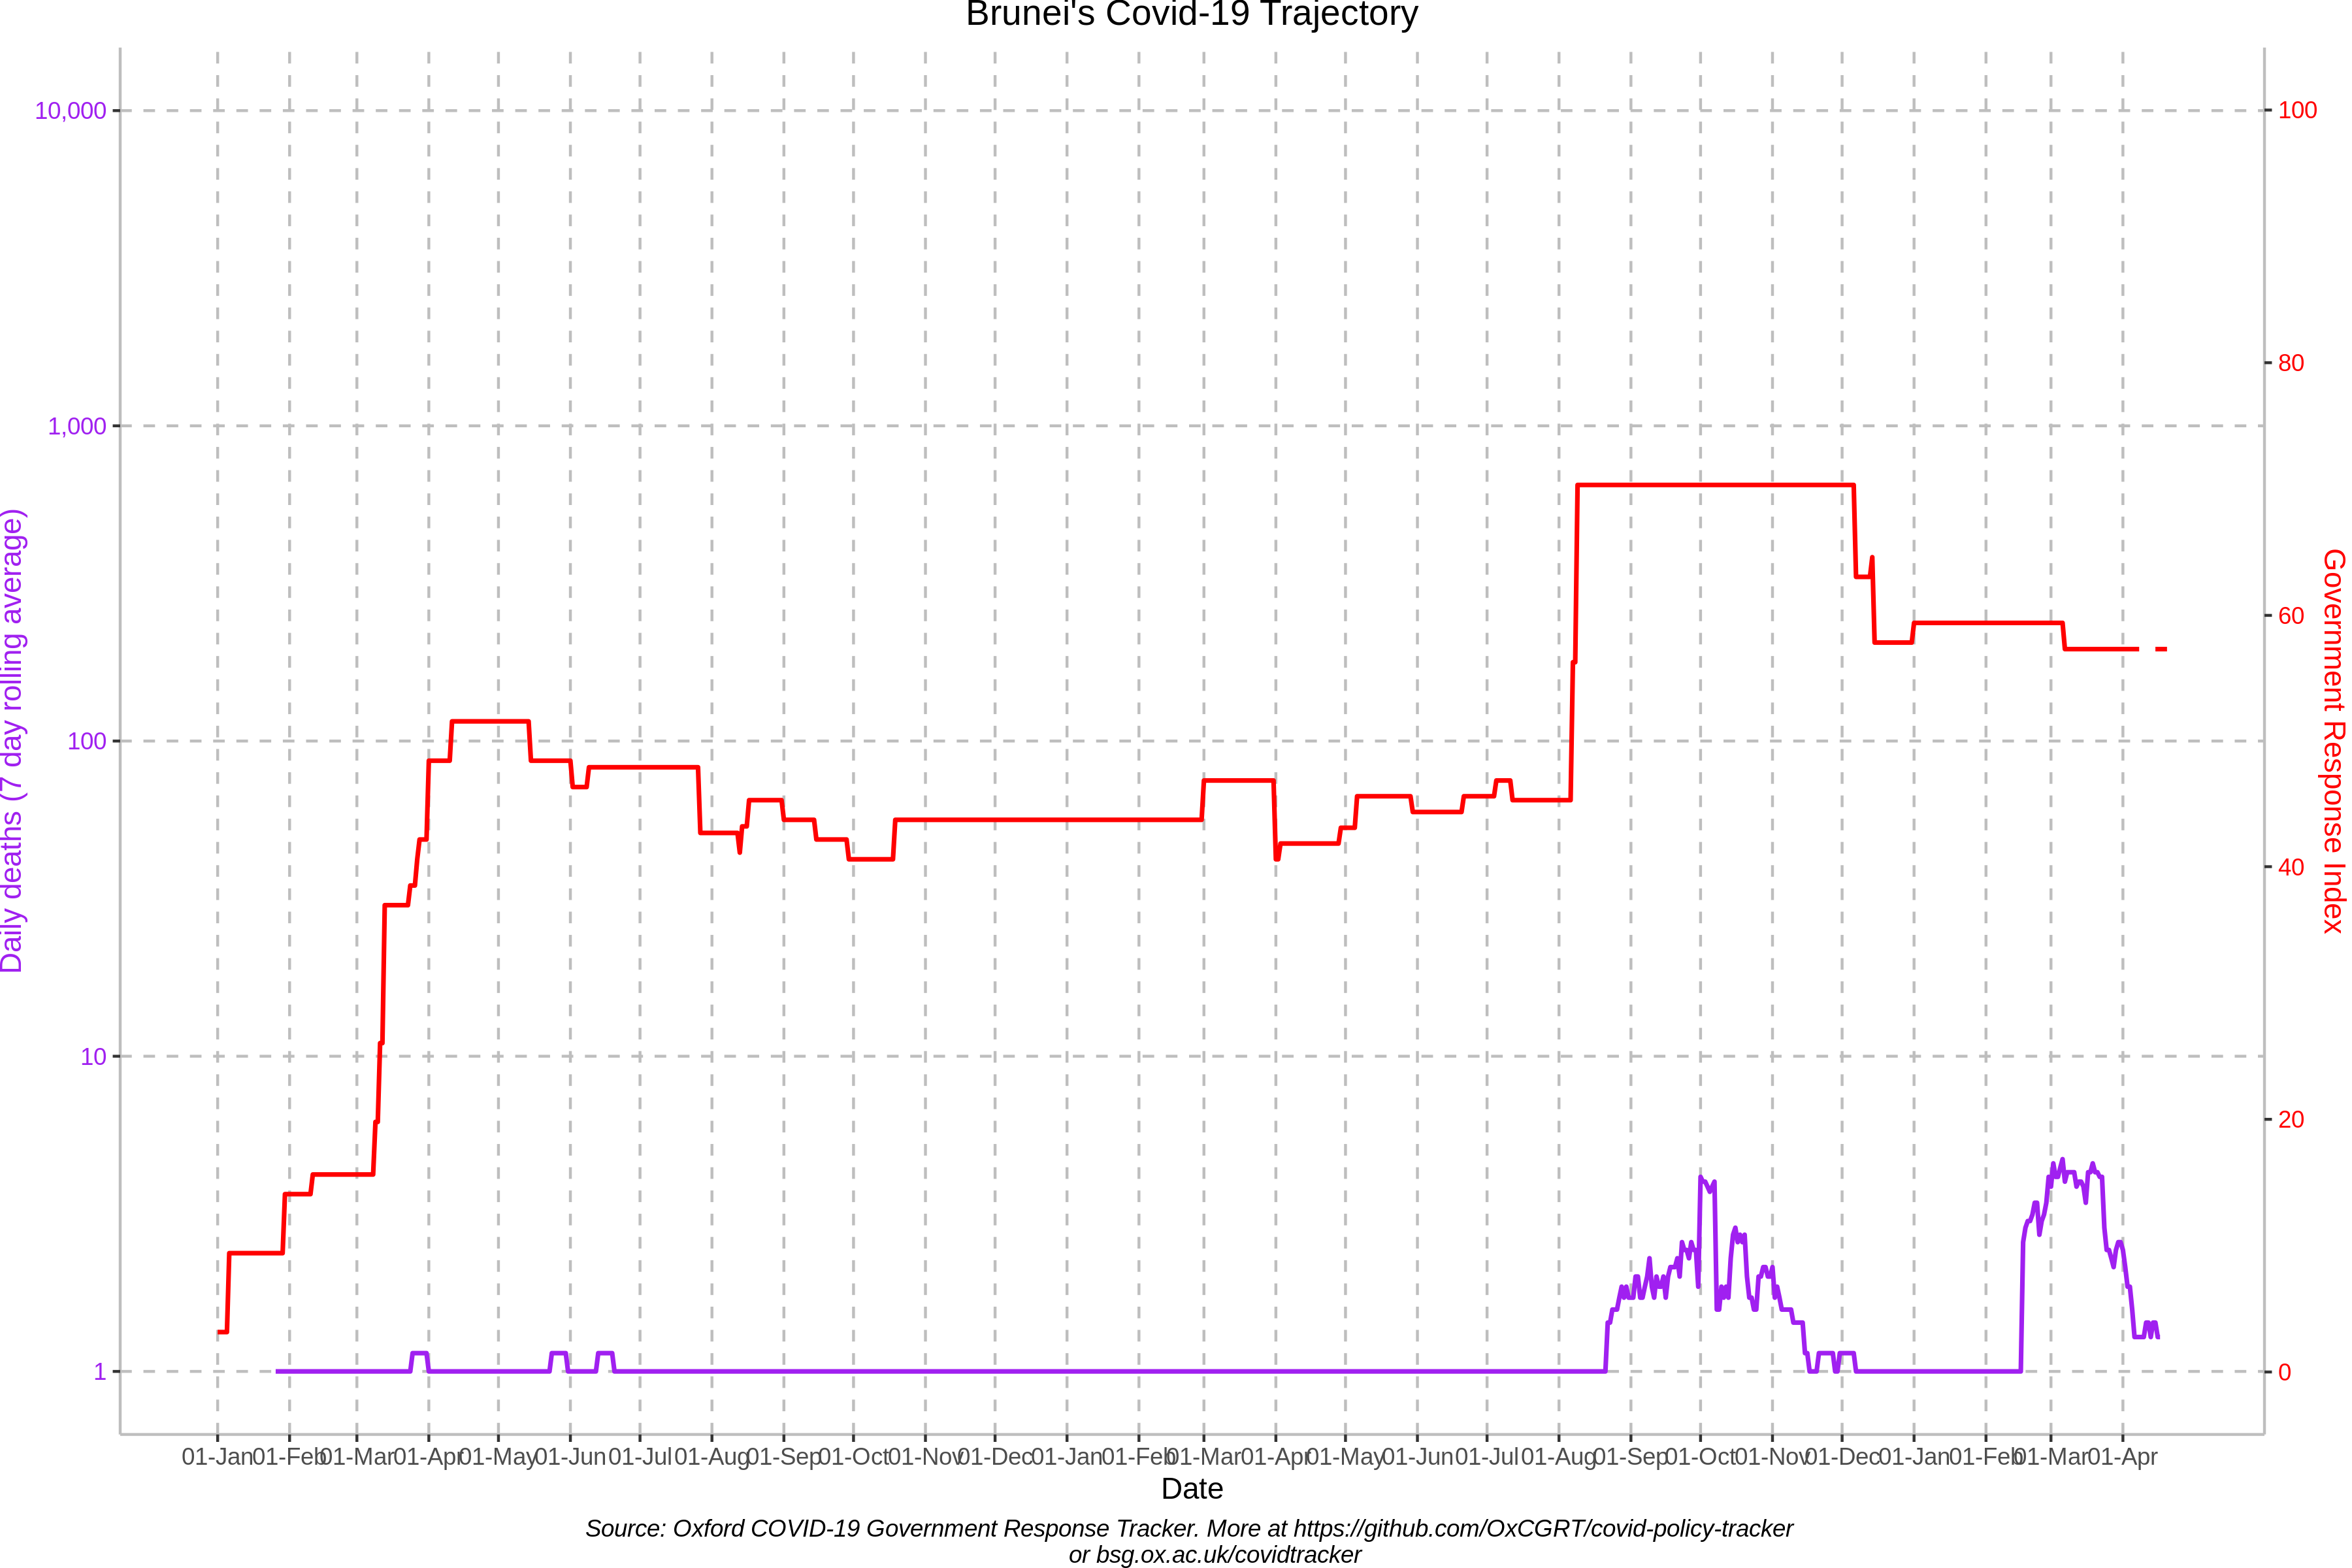 Brunei's Covid-19 Trajectory
10,000
1,000
100
10
1
Daily deaths (7 day rolling average)
100
80
60
40
20
0
Government Response Index
01-Jan 01-Feb 01-Mar 01-Apr 01-May 01-Jun 01-Jul 01-Aug 01-Sep 01-Oct 01-Nov 01-Dec 01-Jan 01-Feb 01-Mar 01-Apr 01-May 01-Jun 01-Jul 01-Aug 01-Sep 01-Oct 01-Nov 01-Dec 01-Jan 01-Feb 01-Mar 01-Apr
Date
Source: Oxford COVID-19 Government Response Tracker. More at https://github.com/OxCGRT/covid-policy-tracker
or bsg.ox.ac.uk/covidtracker